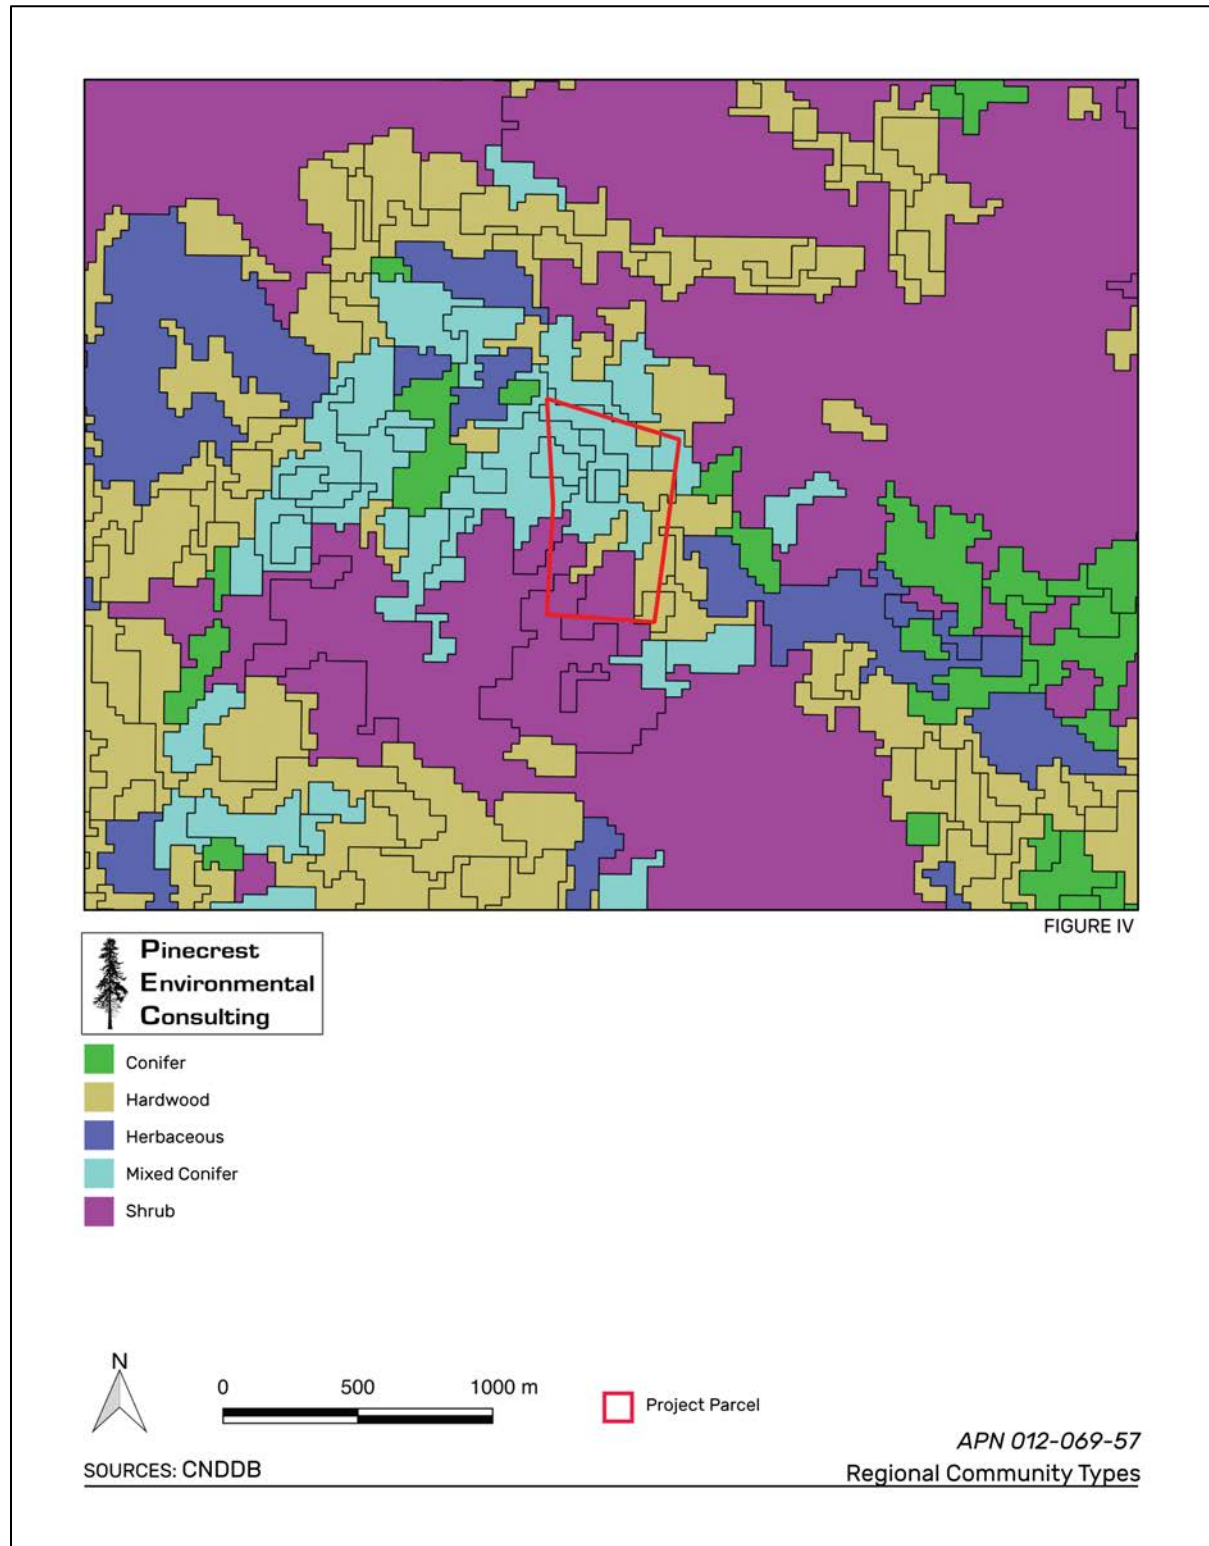 FIGURE IV
Pinecrest
Environmental
Consulting
Conifer
Hardwood
Herbaceous
Mixed Conifer
Shrub
N
0 500 1000 m
Project Parcel
APN 012-069-57
SOURCES: CNDDB
Regional Community Types